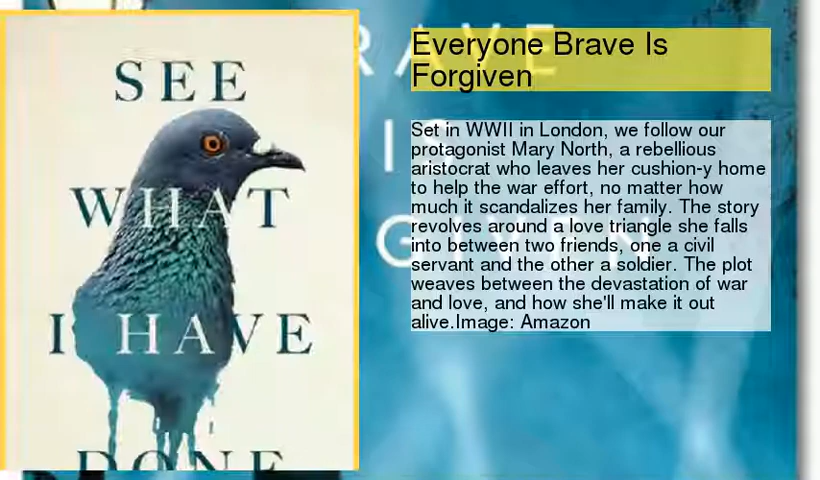 SEE
WHAT
I HAVE
DONE
RAVE
IS
GIVEN
Everyone Brave Is
Forgiven
Set in WWII in London, we follow our
protagonist Mary North, a rebellious
aristocrat who leaves her cushion-y home
to help the war effort, no matter how
much it scandalizes her family. The story
revolves around a love triangle she falls
into between two friends, one a civil
servant and the other a soldier. The plot
weaves between the devastation of war
and love, and how she'll make it out
alive.Image: Amazon